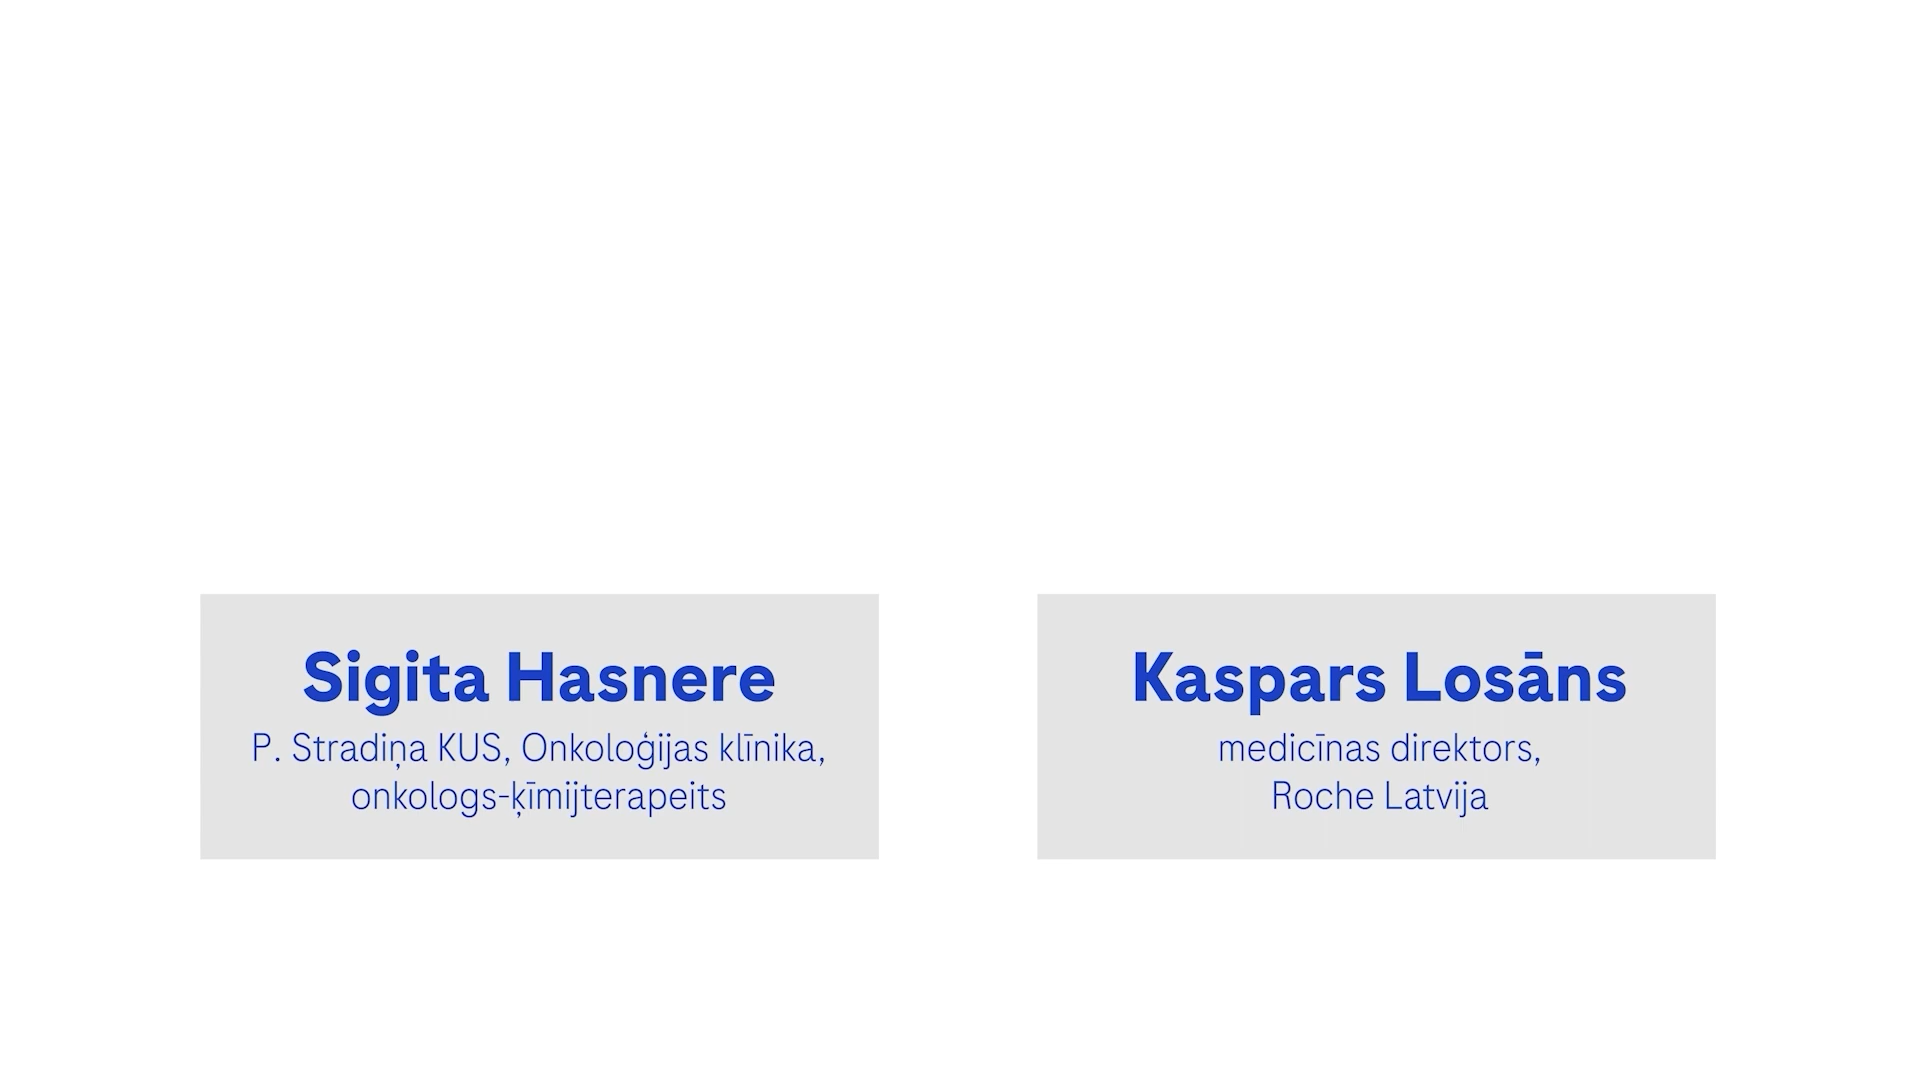 Sigita Hasnere
P. Stradiņa KUS, Onkoloģijas klīnika,
onkologs-ķīmijterapeits
Kaspars Losāns
medicīnas direktors,
Roche Latvija